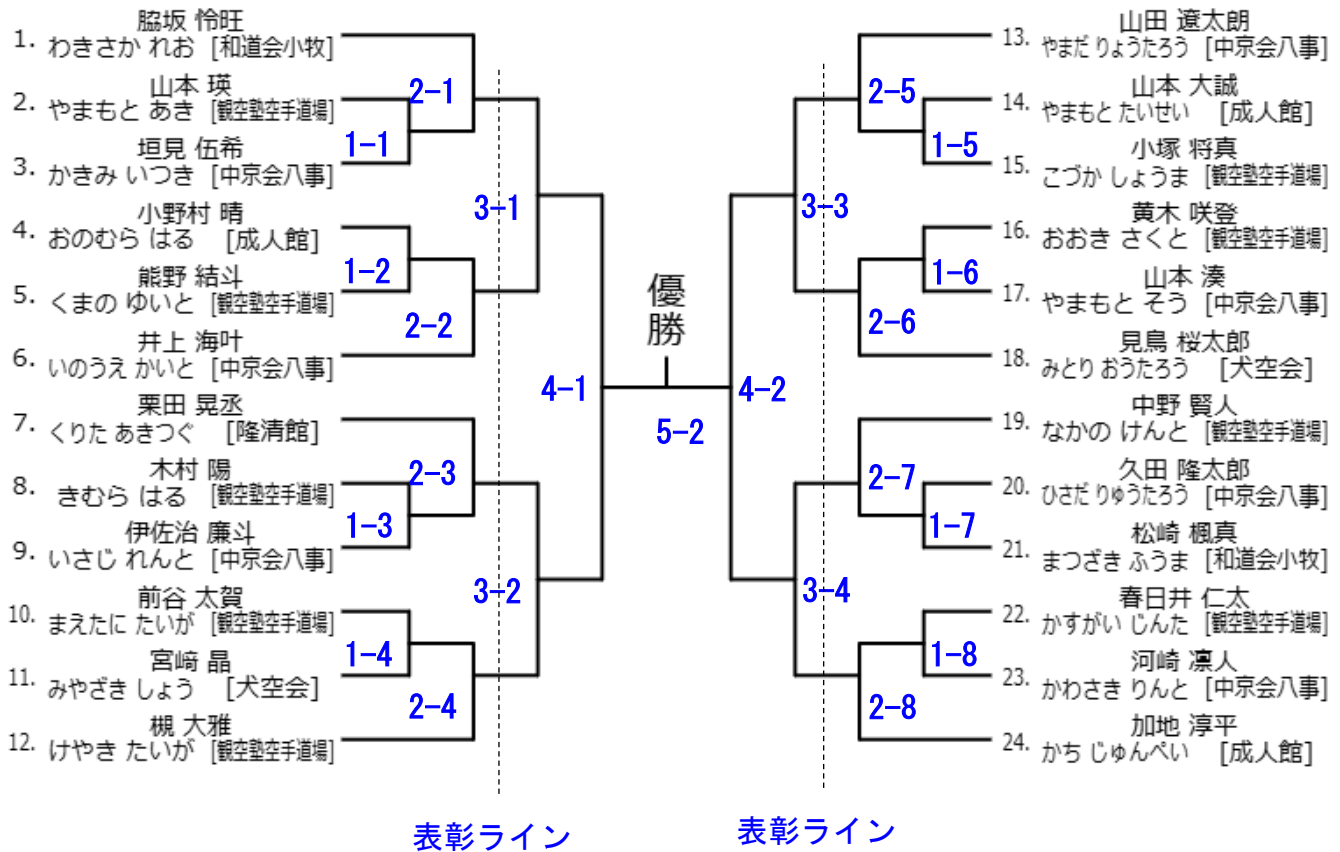 脇坂 怜旺
1. わきさか れお [和道会小牧]
山本 瑛
2. やまもと あき [観空塾空手道場]
垣見 伍希
3. かきみ いつき [中京会八事]
小野村 晴
4. おのむら はる [成人館]
熊野 結斗
5. くまの ゆいと [観空塾空手道場]
井上 海叶
6. いのうえ かいと [中京会八事]
栗田 晃丞
7. くりた あきつぐ [隆清館]
木村 陽
8. きむら はる [観空塾空手道場]
伊佐治 廉斗
9. いさじ れんと [中京会八事]
前谷 太賀
10. まえたに たいが [観空塾空手道場]
宮﨑 晶
11. みやざき しょう [犬空会]
槻 大雅
12. けやき たいが [観空塾空手道場]
1-1
1-2
1-3
1-4
2-1
2-2
2-3
2-4
3-1
3-2
4-1
優勝
5-2
4-2
3-3
3-4
2-5
2-6
2-7
2-8
1-5
1-6
1-7
1-8
山田 遼太朗
13. やまだ りょうたろう [中京会八事]
山本 大誠
14. やまもと たいせい [成人館]
小塚 将真
15. こづか しょうま [観空塾空手道場]
黄木 咲登
16. おおき さくと [観空塾空手道場]
山本 湊
17. やまもと そう [中京会八事]
見鳥 桜太郎
18. みとり おうたろう [犬空会]
中野 賢人
19. なかの けんと [観空塾空手道場]
久田 隆太郎
20. ひさだ りゅうたろう [中京会八事]
松崎 楓真
21. まつざき ふうま [和道会小牧]
春日井 仁太
22. かすがい じんた [観空塾空手道場]
河崎 凛人
23. かわさき りんと [中京会八事]
加地 淳平
24. かち じゅんぺい [成人館]
表彰ライン
表彰ライン